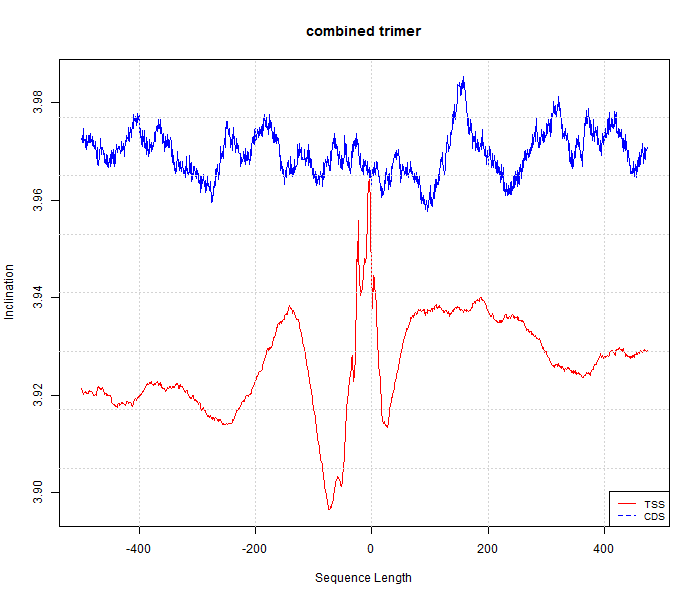 combined trimer
Inclination
3.98
3.96
3.94
3.92
3.90
-400 -200 0 200 400
Sequence Length
TSS
CDS